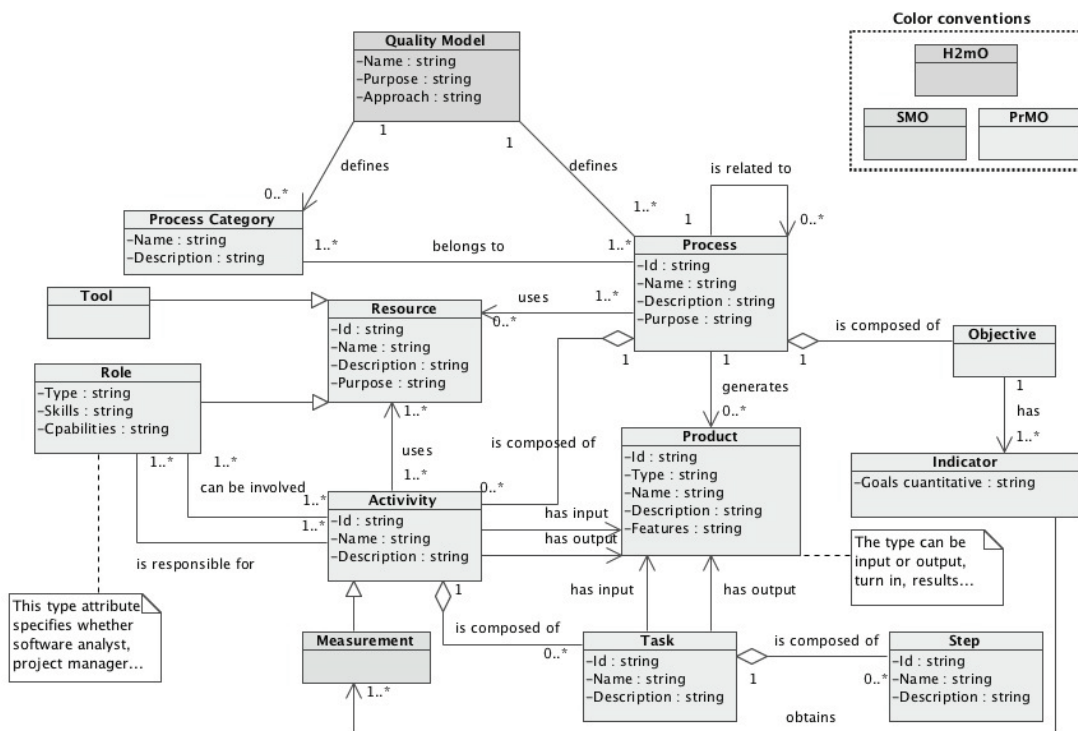 Color conventions
H2mO
SMO
PrMO
Quality Model
-Name : string
-Purpose : string
-Approach : string
1
1
defines
defines
0..*
1..*
is related to
1
0..*
Process Category
-Name : string
-Description : string
1..*
belongs to
1..*
Process
-Id : string
-Name : string
-Description : string
-Purpose : string
Tool
Resource
-Id : string
-Name : string
-Description : string
-Purpose : string
uses
1..*
0..*
1
1
1
is composed of
Objective
1
has
1..*
Role
-Type : string
-Skills : string
-Cpabilities : string
generates
0..*
1..*
uses
1..*
is composed of
0..*
Product
-Id : string
-Type : string
-Name : string
-Description : string
-Features : string
Indicator
-Goals cuantitative : string
1..*
1..*
can be involved
1..*
1..*
is responsible for
Activivity
-Id : string
-Name : string
-Description : string
has input
has output
The type can be
input or output,
turn in, results...
has input
has output
1
is composed of
0..*
This type attribute
specifies whether
software analyst,
project manager...
Measurement
1..*
Task
-Id : string
-Name : string
-Description : string
is composed of
1
0..*
Step
-Id : string
-Name : string
-Description : string
obtains